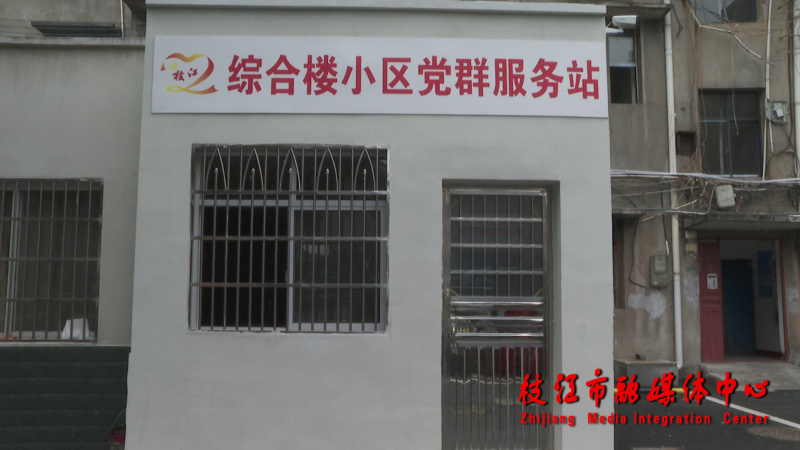 枝江
综合楼小区党群服务站
枝江市融媒体中心
Zhijiang Media Integration Center